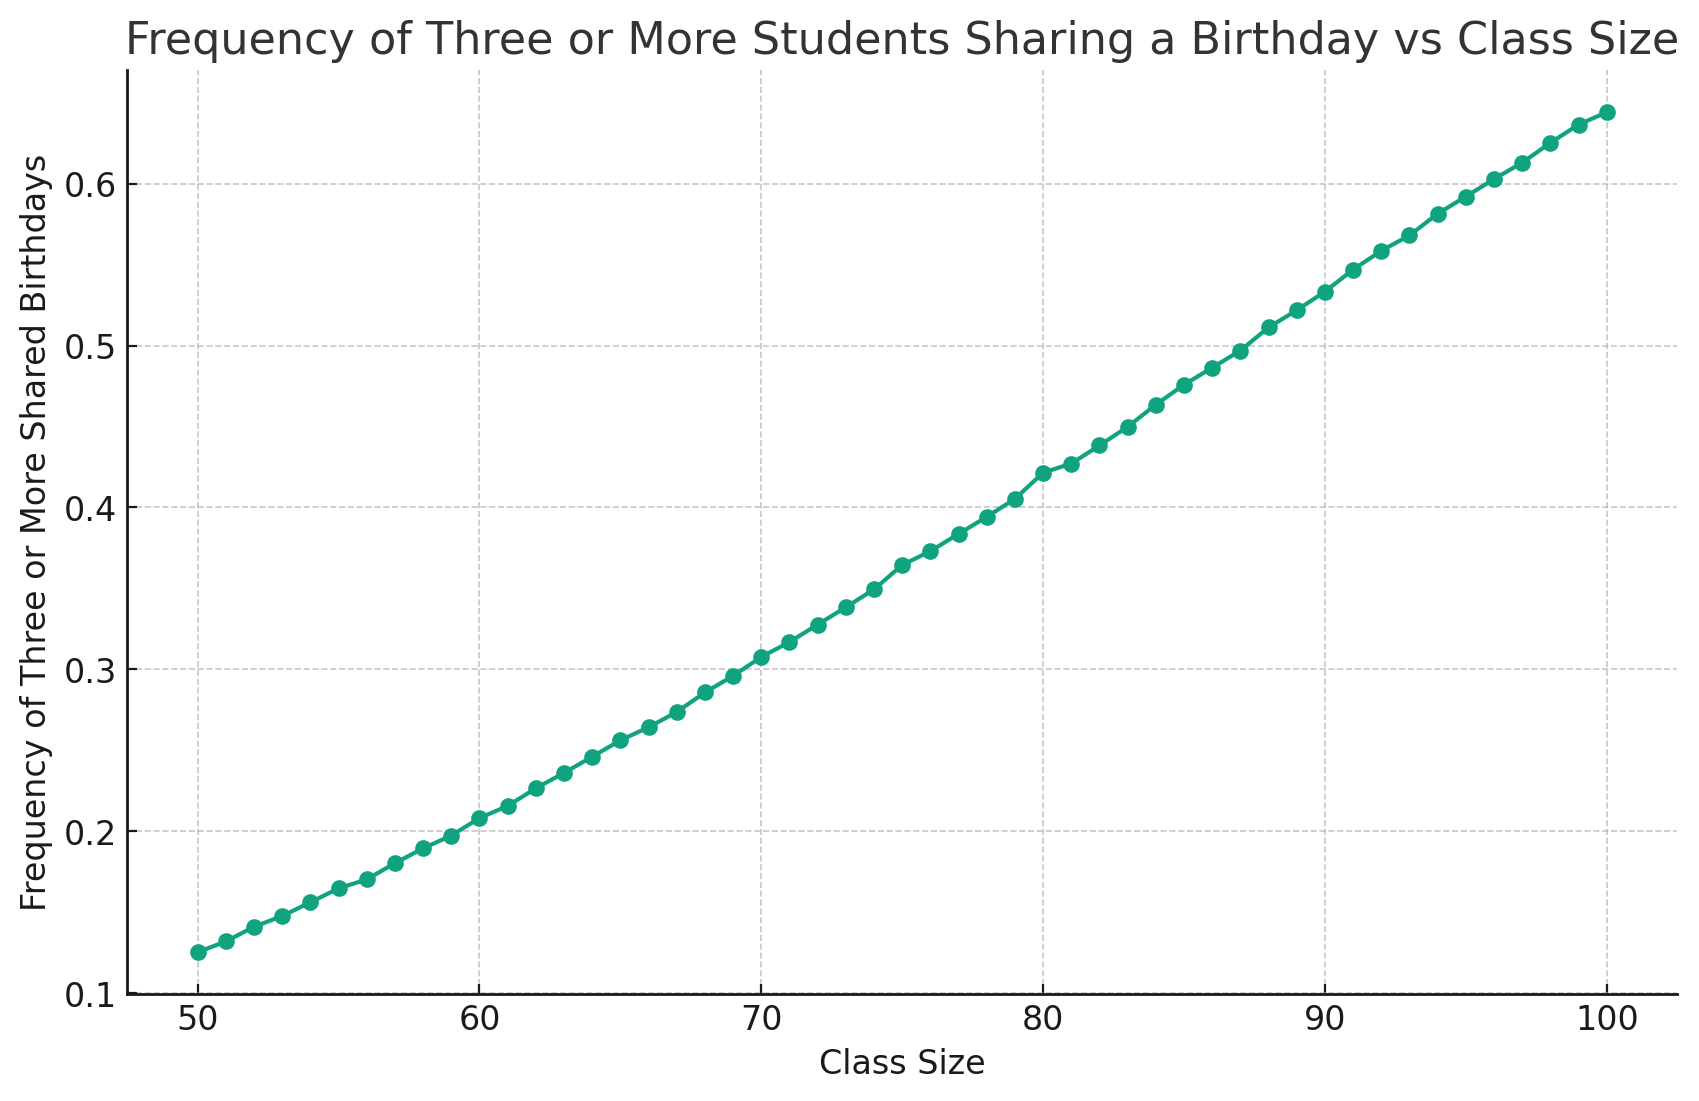 Frequency of Three or More Students Sharing a Birthday vs Class Size
Frequency of Three or More Shared Birthdays
0.6
0.5
0.4
0.3
0.2
0.1
50 60 70 80 90 100
Class Size